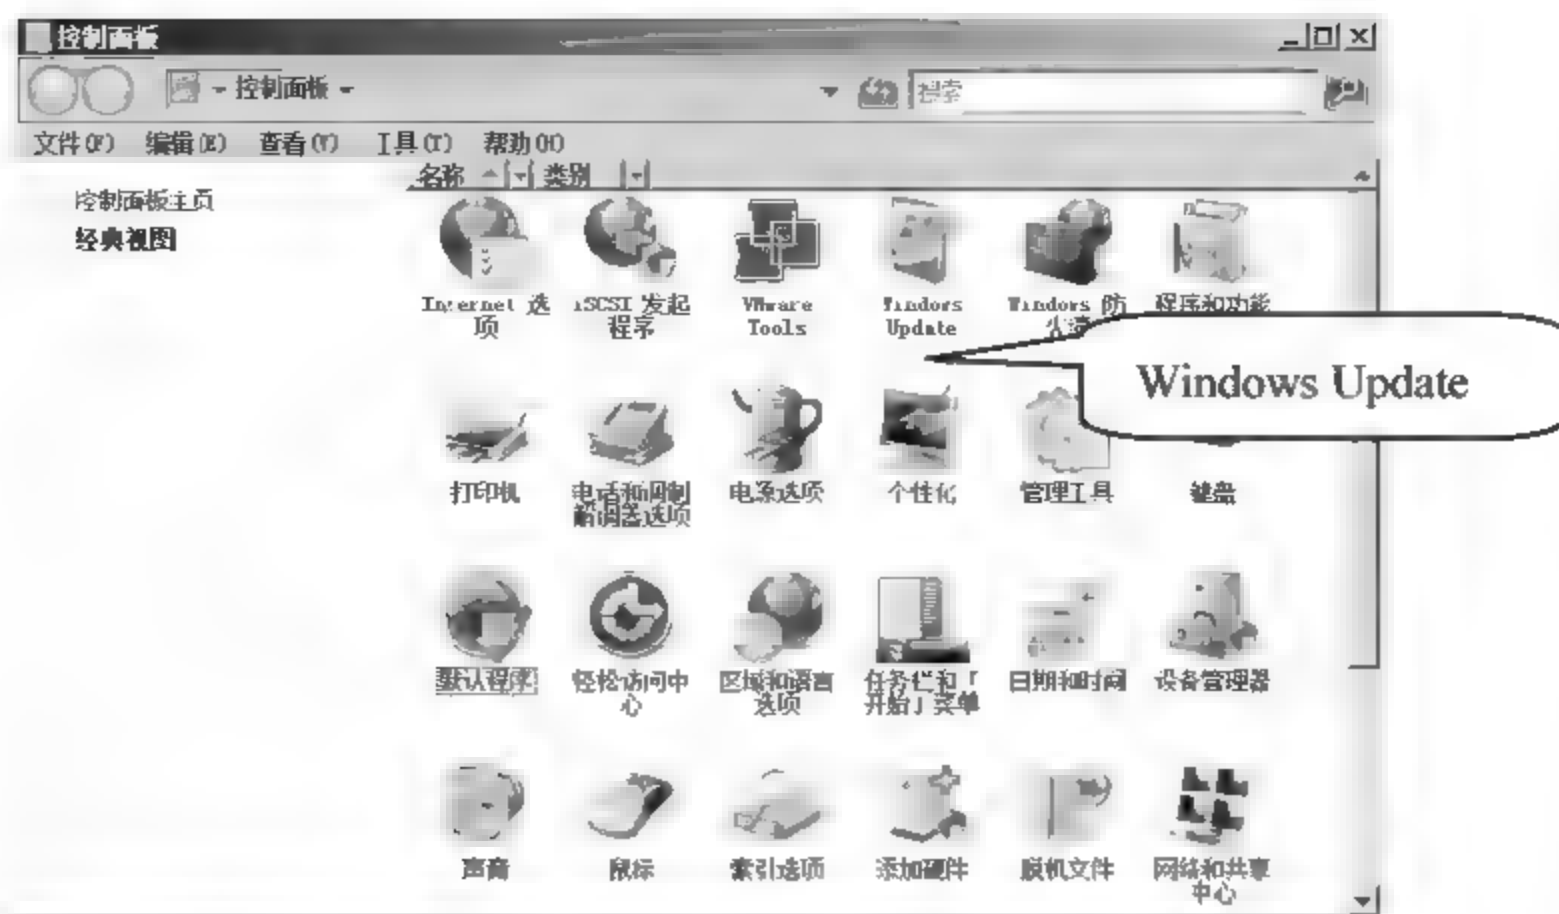 控制面板
控制面板
搜索
文件(F) 编辑(E) 查看(V) 工具(T) 帮助(H)
名称 类别
控制面板主页
经典视图
Internet 选项
iSCSI 发起程序
VMware Tools
Windows Update
Windows 防火墙
程序和功能
Windows Update
打印机
电话和调制解调器选项
电源选项
个性化
管理工具
键盘
默认程序
轻松访问中心
区域和语言选项
任务栏和「开始」菜单
日期和时间
设备管理器
声音
鼠标
索引选项
添加硬件
脱机文件
网络和共享中心